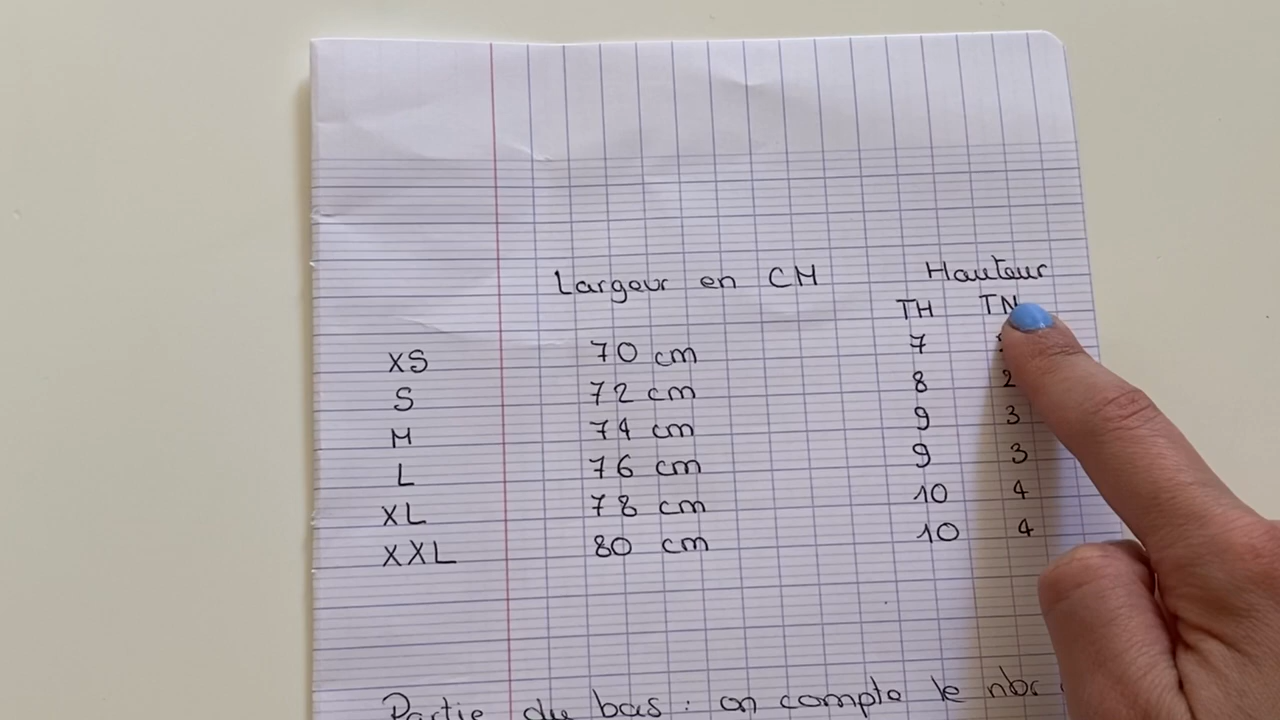 Largeur en CM Hauteur
TH TN
XS 70 cm 7
S 72 cm 8 2
M 74 cm 9 3
L 76 cm 9 3
XL 78 cm 10 4
XXL 80 cm 10 4
Partie du bas : on compte le nbr